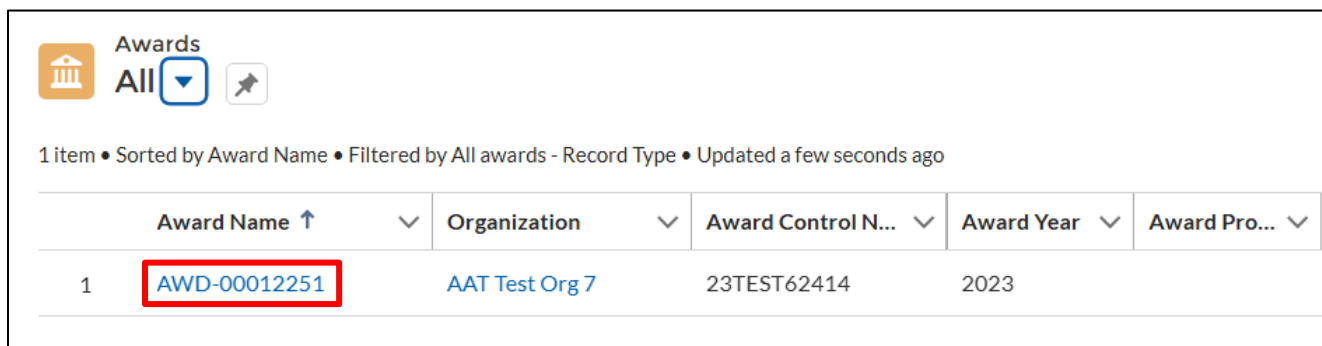 Awards
All
1 item • Sorted by Award Name • Filtered by All awards - Record Type • Updated a few seconds ago
Award Name ↑ Organization Award Control N... Award Year Award Pro...
1 AWD-00012251 AAT Test Org 7 23TEST62414 2023